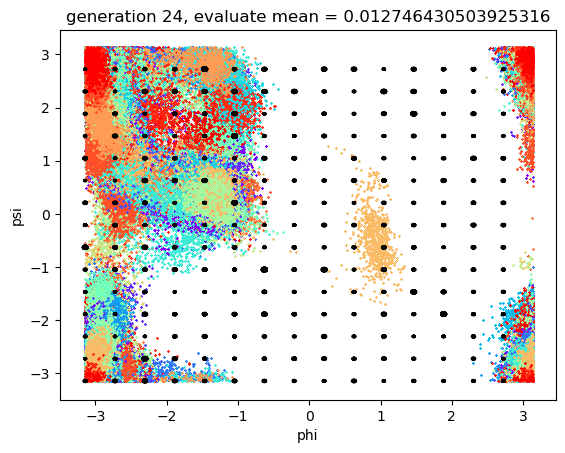 generation 24, evaluate mean = 0.012746430503925316
3
2
1
0
−1
−2
−3
psi
−3 −2 −1 0 1 2 3
phi